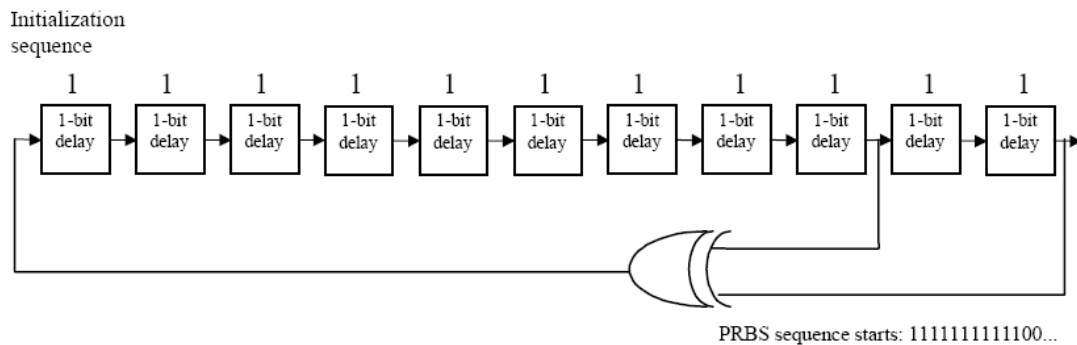 Initialization
sequence
1 1 1 1 1 1 1 1 1 1 1
1-bit 1-bit 1-bit 1-bit 1-bit 1-bit 1-bit 1-bit 1-bit 1-bit 1-bit
delay delay delay delay delay delay delay delay delay delay delay
PRBS sequence starts: 1111111111100...